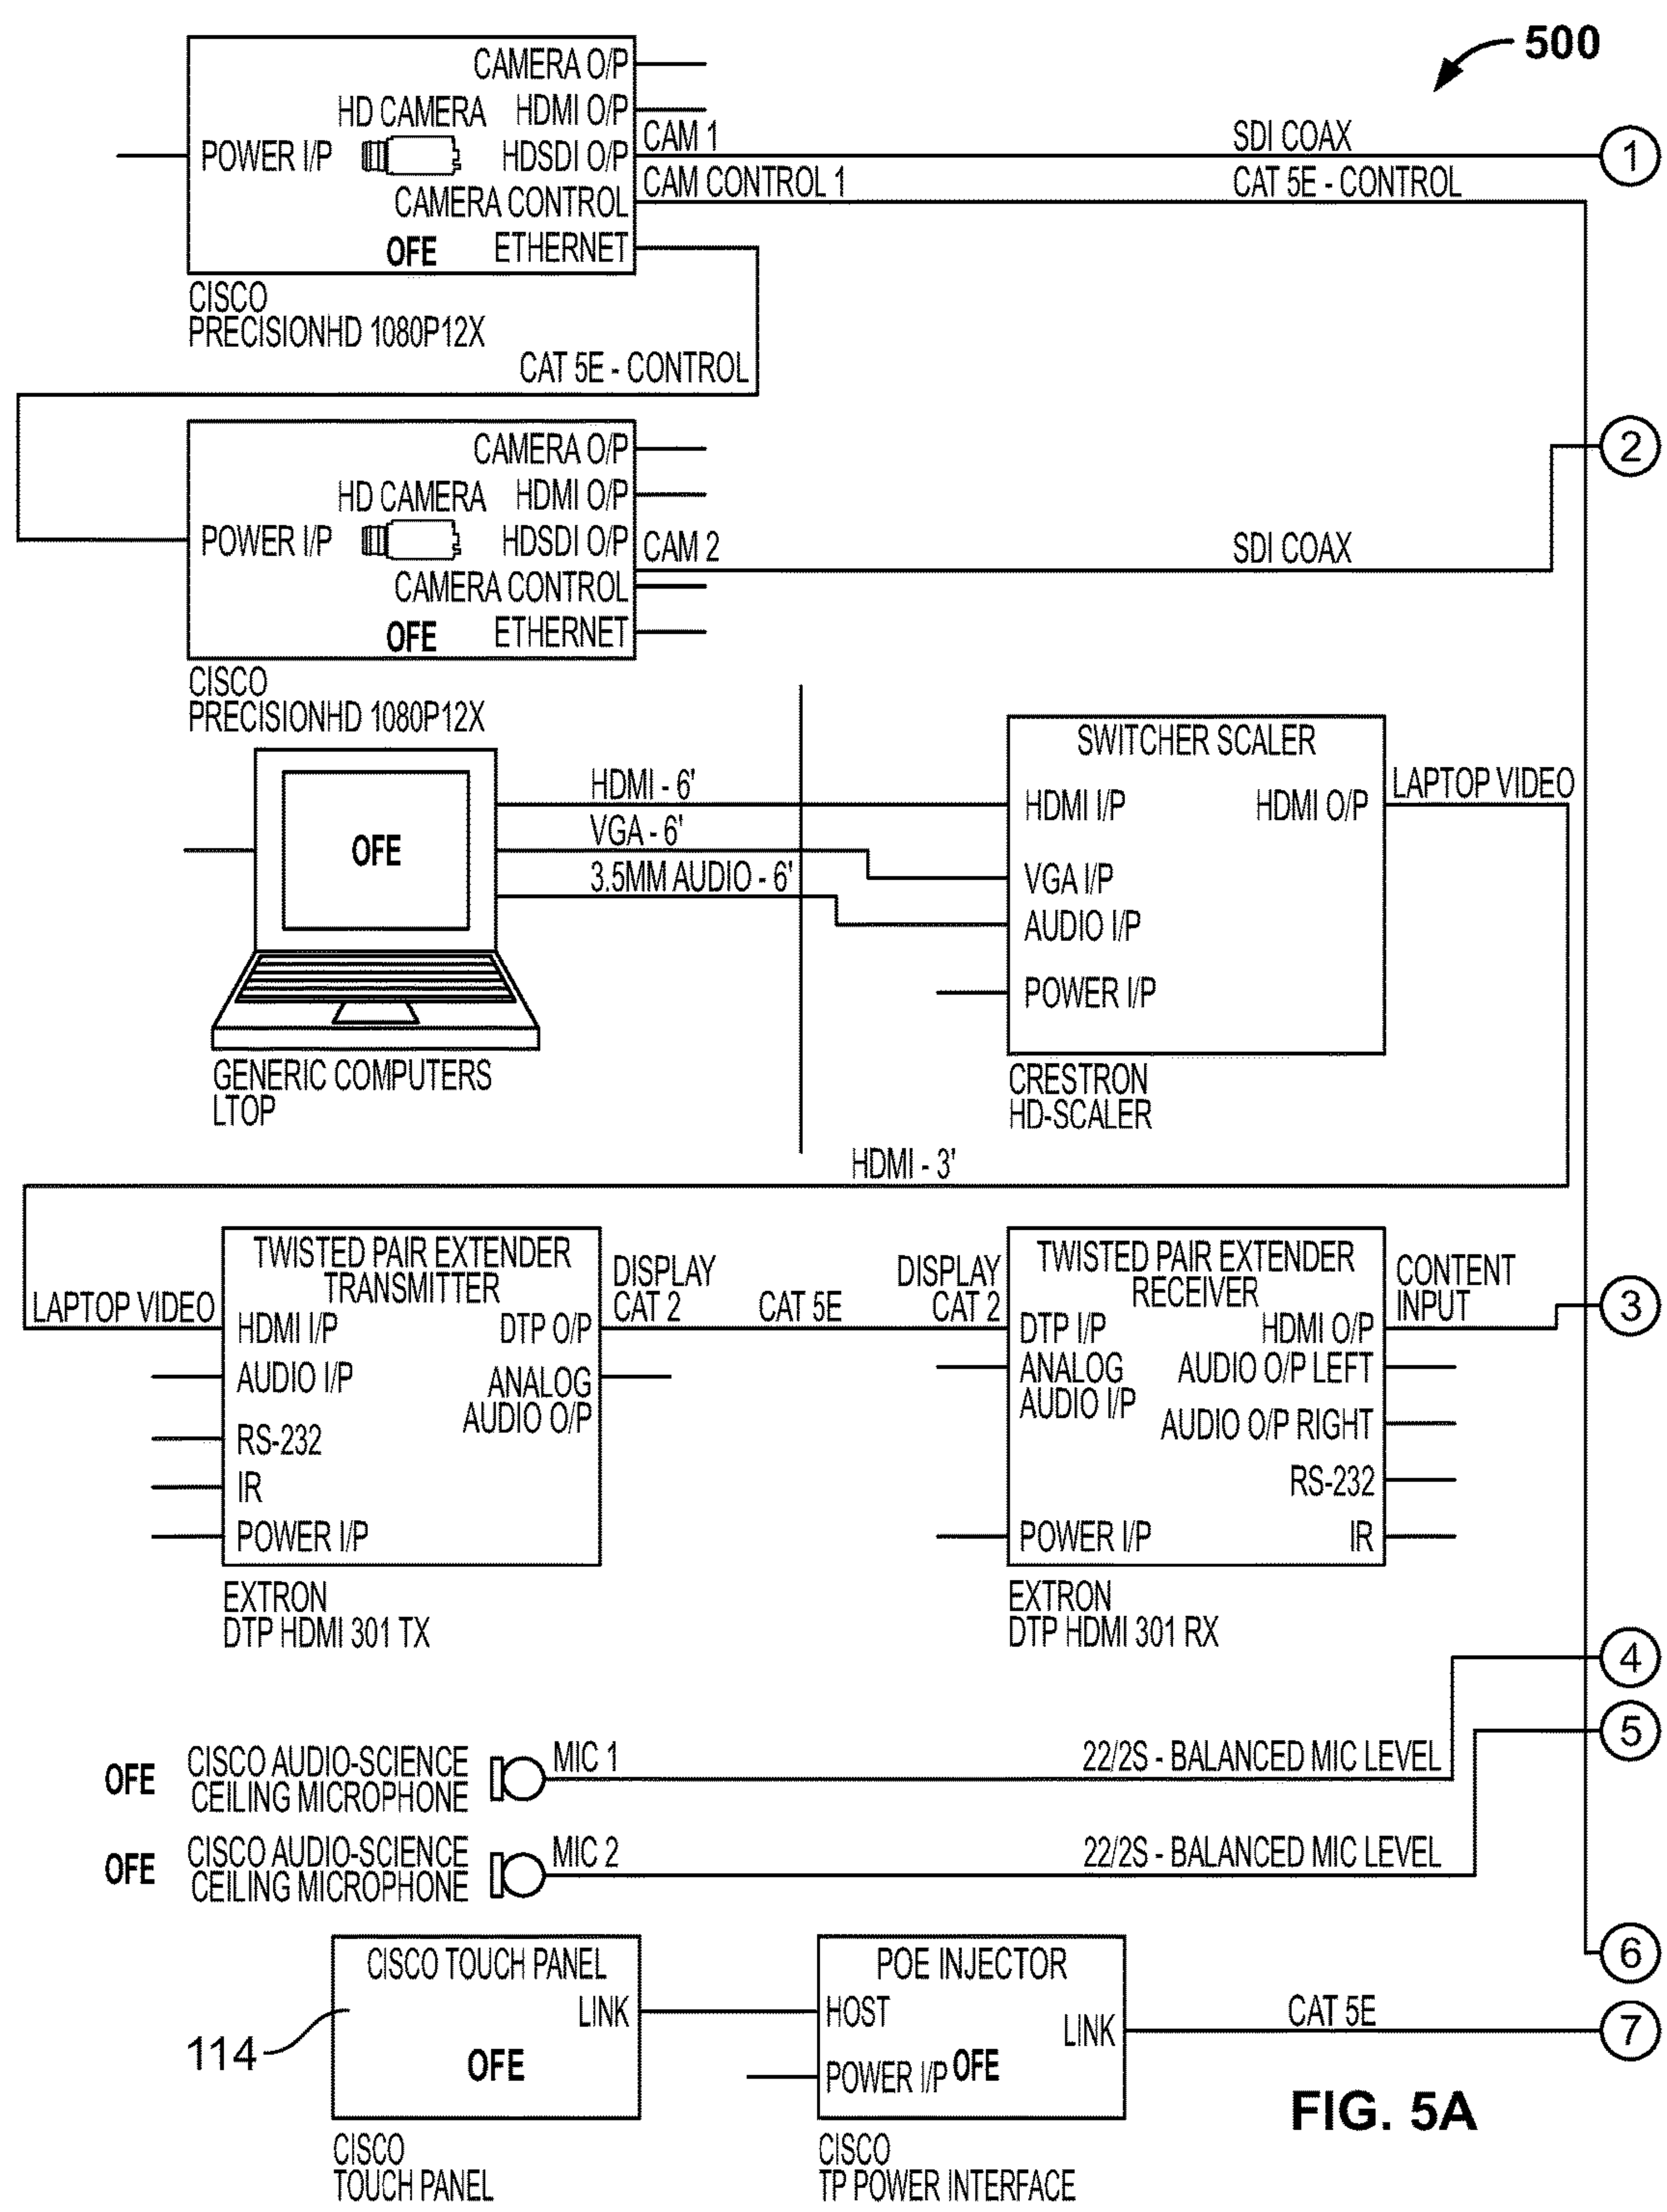 500
CAMERA O/P
HD CAMERA
HDMI O/P
POWER I/P
HDSDI O/P
CAM 1
SDI COAX
1
CAMERA CONTROL
CAM CONTROL 1
CAT 5E - CONTROL
OFE
ETHERNET
CISCO
PRECISIONHD 1080P12X
CAT 5E - CONTROL
CAMERA O/P
2
HD CAMERA
HDMI O/P
POWER I/P
HDSDI O/P
CAM 2
SDI COAX
CAMERA CONTROL
OFE
ETHERNET
CISCO
PRECISIONHD 1080P12X
SWITCHER SCALER
HDMI - 6'
HDMI I/P
HDMI O/P
LAPTOP VIDEO
OFE
VGA - 6'
VGA I/P
3.5MM AUDIO - 6'
AUDIO I/P
POWER I/P
GENERIC COMPUTERS
LTOP
CRESTRON
HD-SCALER
HDMI - 3'
TWISTED PAIR EXTENDER
TRANSMITTER
DISPLAY
CAT 2
CAT 5E
DISPLAY
CAT 2
TWISTED PAIR EXTENDER
RECEIVER
CONTENT
INPUT
3
LAPTOP VIDEO
HDMI I/P
DTP O/P
DTP I/P
HDMI O/P
AUDIO I/P
ANALOG
AUDIO O/P
ANALOG
AUDIO I/P
AUDIO O/P LEFT
AUDIO O/P RIGHT
RS-232
RS-232
IR
POWER I/P
POWER I/P
IR
EXTRON
DTP HDMI 301 TX
EXTRON
DTP HDMI 301 RX
4
5
OFE
CISCO AUDIO-SCIENCE
CEILING MICROPHONE
MIC 1
22/2S - BALANCED MIC LEVEL
OFE
CISCO AUDIO-SCIENCE
CEILING MICROPHONE
MIC 2
22/2S - BALANCED MIC LEVEL
6
CISCO TOUCH PANEL
POE INJECTOR
LINK
HOST
LINK
CAT 5E
7
114
OFE
POWER I/P
OFE
FIG. 5A
CISCO
TOUCH PANEL
CISCO
TP POWER INTERFACE